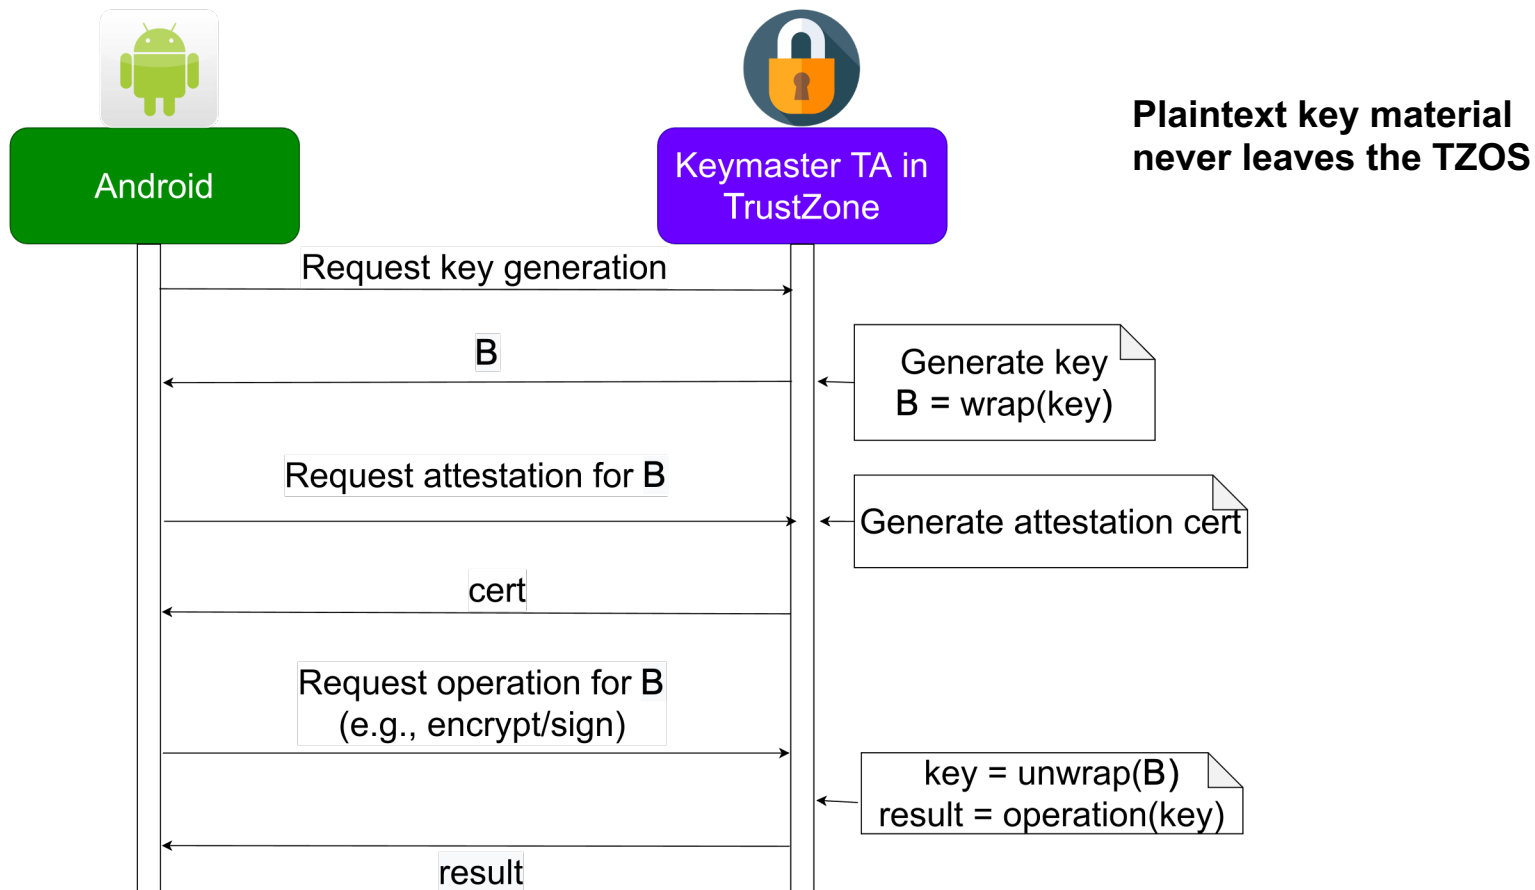 Plaintext key material
never leaves the TZOS
Android
Keymaster TA in
TrustZone
Request key generation
B
Generate key
B = wrap(key)
Request attestation for B
Generate attestation cert
cert
Request operation for B
(e.g., encrypt/sign)
key = unwrap(B)
result = operation(key)
result